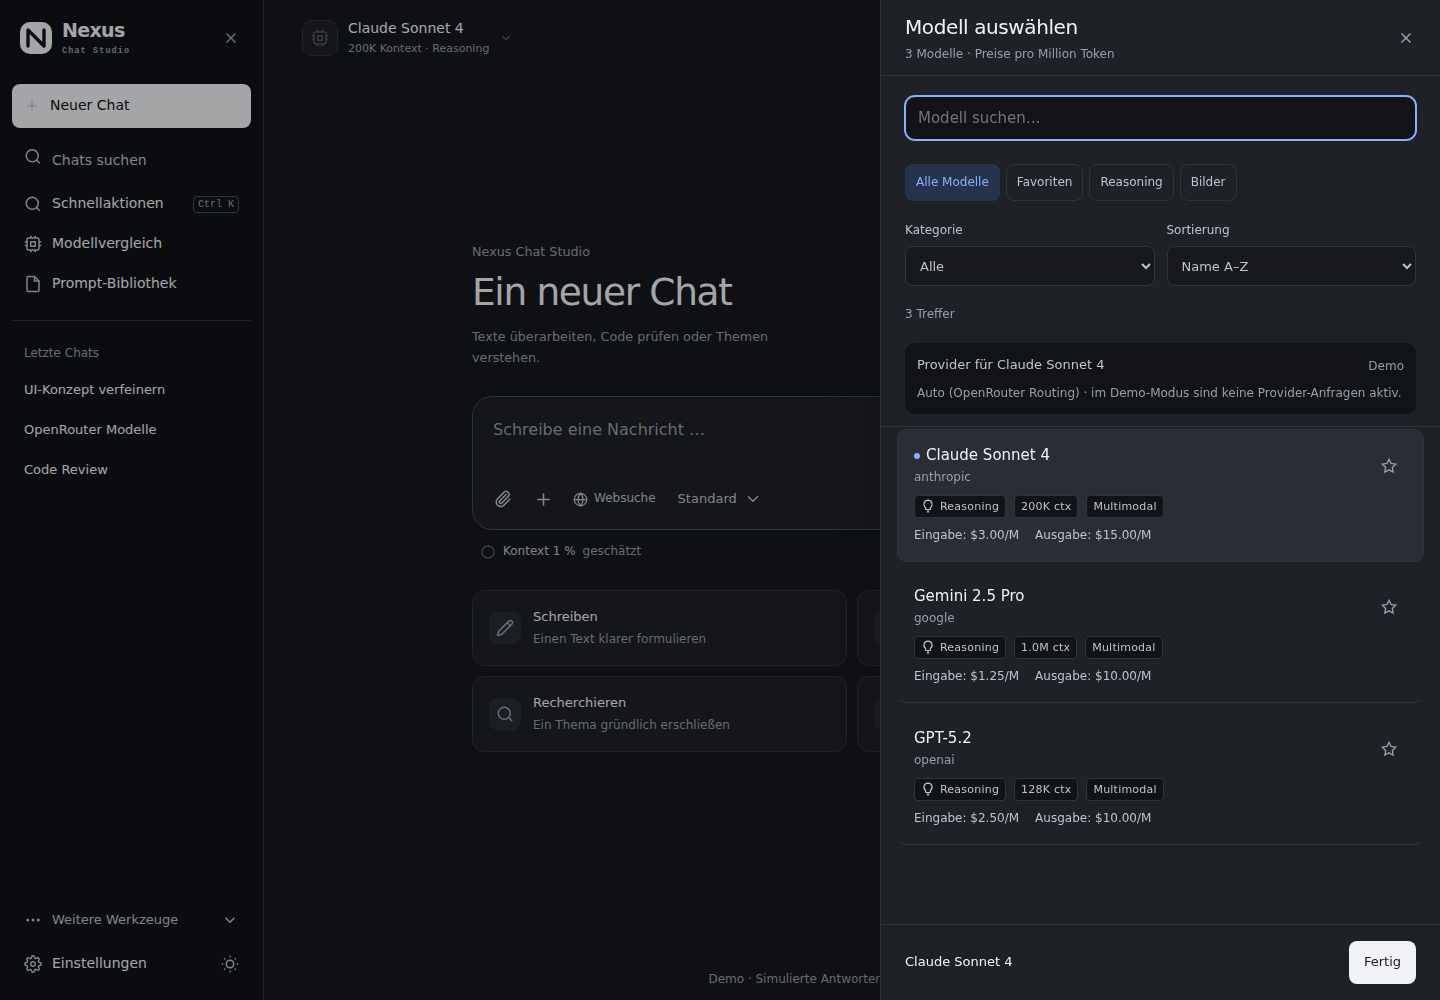 Nexus
Chat Studio
Neuer Chat
Chats suchen
Schnellaktionen
Ctrl K
Modellvergleich
Prompt-Bibliothek
Letzte Chats
UI-Konzept verfeinern
OpenRouter Modelle
Code Review
Weitere Werkzeuge
Einstellungen
Claude Sonnet 4
200K Kontext · Reasoning
Nexus Chat Studio
Ein neuer Chat
Texte überarbeiten, Code prüfen oder Themen
verstehen.
Schreibe eine Nachricht ...
Websuche
Standard
Kontext 1 % geschätzt
Schreiben
Einen Text klarer formulieren
Recherchieren
Ein Thema gründlich erschließen
Demo · Simulierte Antworten
Modell auswählen
3 Modelle · Preise pro Million Token
Modell suchen...
Alle Modelle
Favoriten
Reasoning
Bilder
Kategorie
Sortierung
Alle
Name A–Z
3 Treffer
Provider für Claude Sonnet 4
Demo
Auto (OpenRouter Routing) · im Demo-Modus sind keine Provider-Anfragen aktiv.
Claude Sonnet 4
anthropic
Reasoning
200K ctx
Multimodal
Eingabe: $3.00/M
Ausgabe: $15.00/M
Gemini 2.5 Pro
google
Reasoning
1.0M ctx
Multimodal
Eingabe: $1.25/M
Ausgabe: $10.00/M
GPT-5.2
openai
Reasoning
128K ctx
Multimodal
Eingabe: $2.50/M
Ausgabe: $10.00/M
Claude Sonnet 4
Fertig